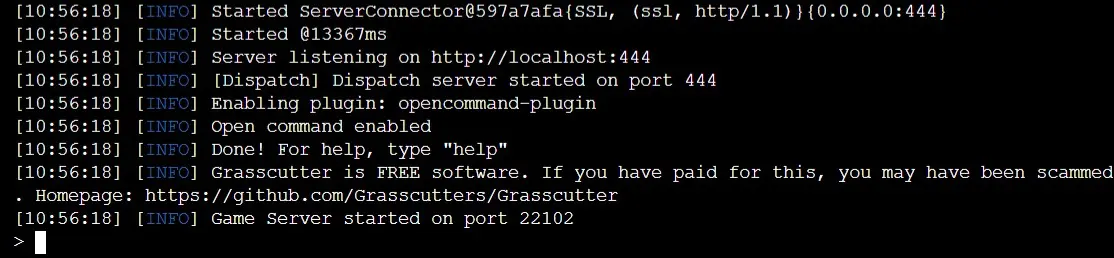 [10:56:18] [INFO] Started ServerConnector@597a7afa{SSL, (ssl, http/1.1)}{0.0.0.0:444}
[10:56:18] [INFO] Started @13367ms
[10:56:18] [INFO] Server listening on http://localhost:444
[10:56:18] [INFO] [Dispatch] Dispatch server started on port 444
[10:56:18] [INFO] Enabling plugin: opencommand-plugin
[10:56:18] [INFO] Open command enabled
[10:56:18] [INFO] Done! For help, type "help"
[10:56:18] [INFO] Grasscutter is FREE software. If you have paid for this, you may have been scammed
. Homepage: https://github.com/Grasscutters/Grasscutter
[10:56:18] [INFO] Game Server started on port 22102
>